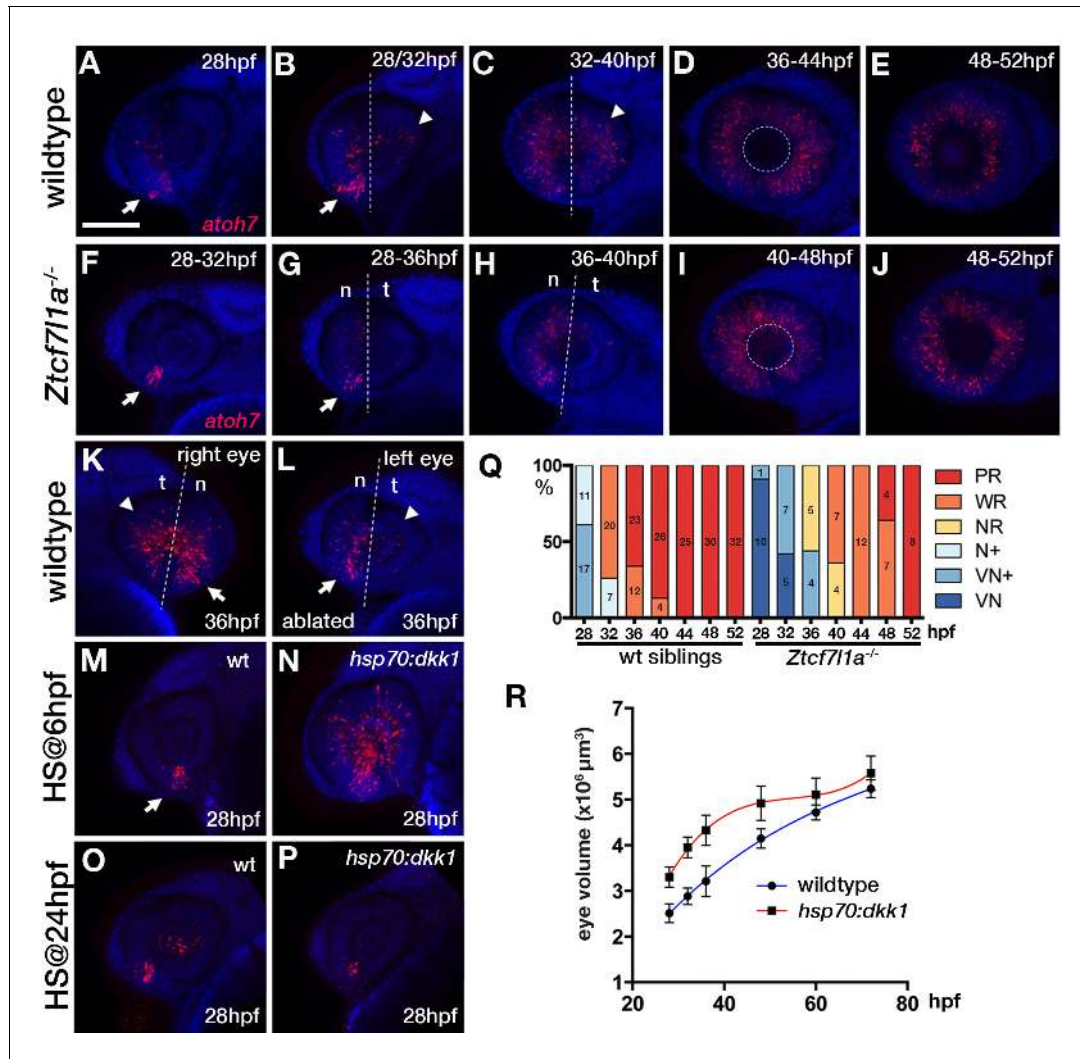 wildtype
A 28hpf
atoh7
B 28/32hpf
C 32-40hpf
D 36-44hpf
E 48-52hpf
Ztcf7l1a-/-
F 28-32hpf
atoh7
G 28-36hpf
n t
H 36-40hpf
n t
I 40-48hpf
J 48-52hpf
wildtype
K right eye
t n
36hpf
L left eye
n t
ablated 36hpf
HS@6hpf
M wt
28hpf
N hsp70:dkk1
28hpf
HS@24hpf
O wt
28hpf
P hsp70:dkk1
28hpf
Q
100
%
50
0
17 11
7 20
12 23
4 26
25
30
32
10 1
5 7
4 5
4 7
12
7 4
8
28 32 36 40 44 48 52 28 32 36 40 44 48 52 hpf
wt siblings Ztcf7l1a-/-
PR
WR
NR
N+
VN+
VN
R
eye volume (x10⁶ µm³)
7
6
5
4
3
2
1
20 40 60 80 hpf
wildtype
hsp70:dkk1